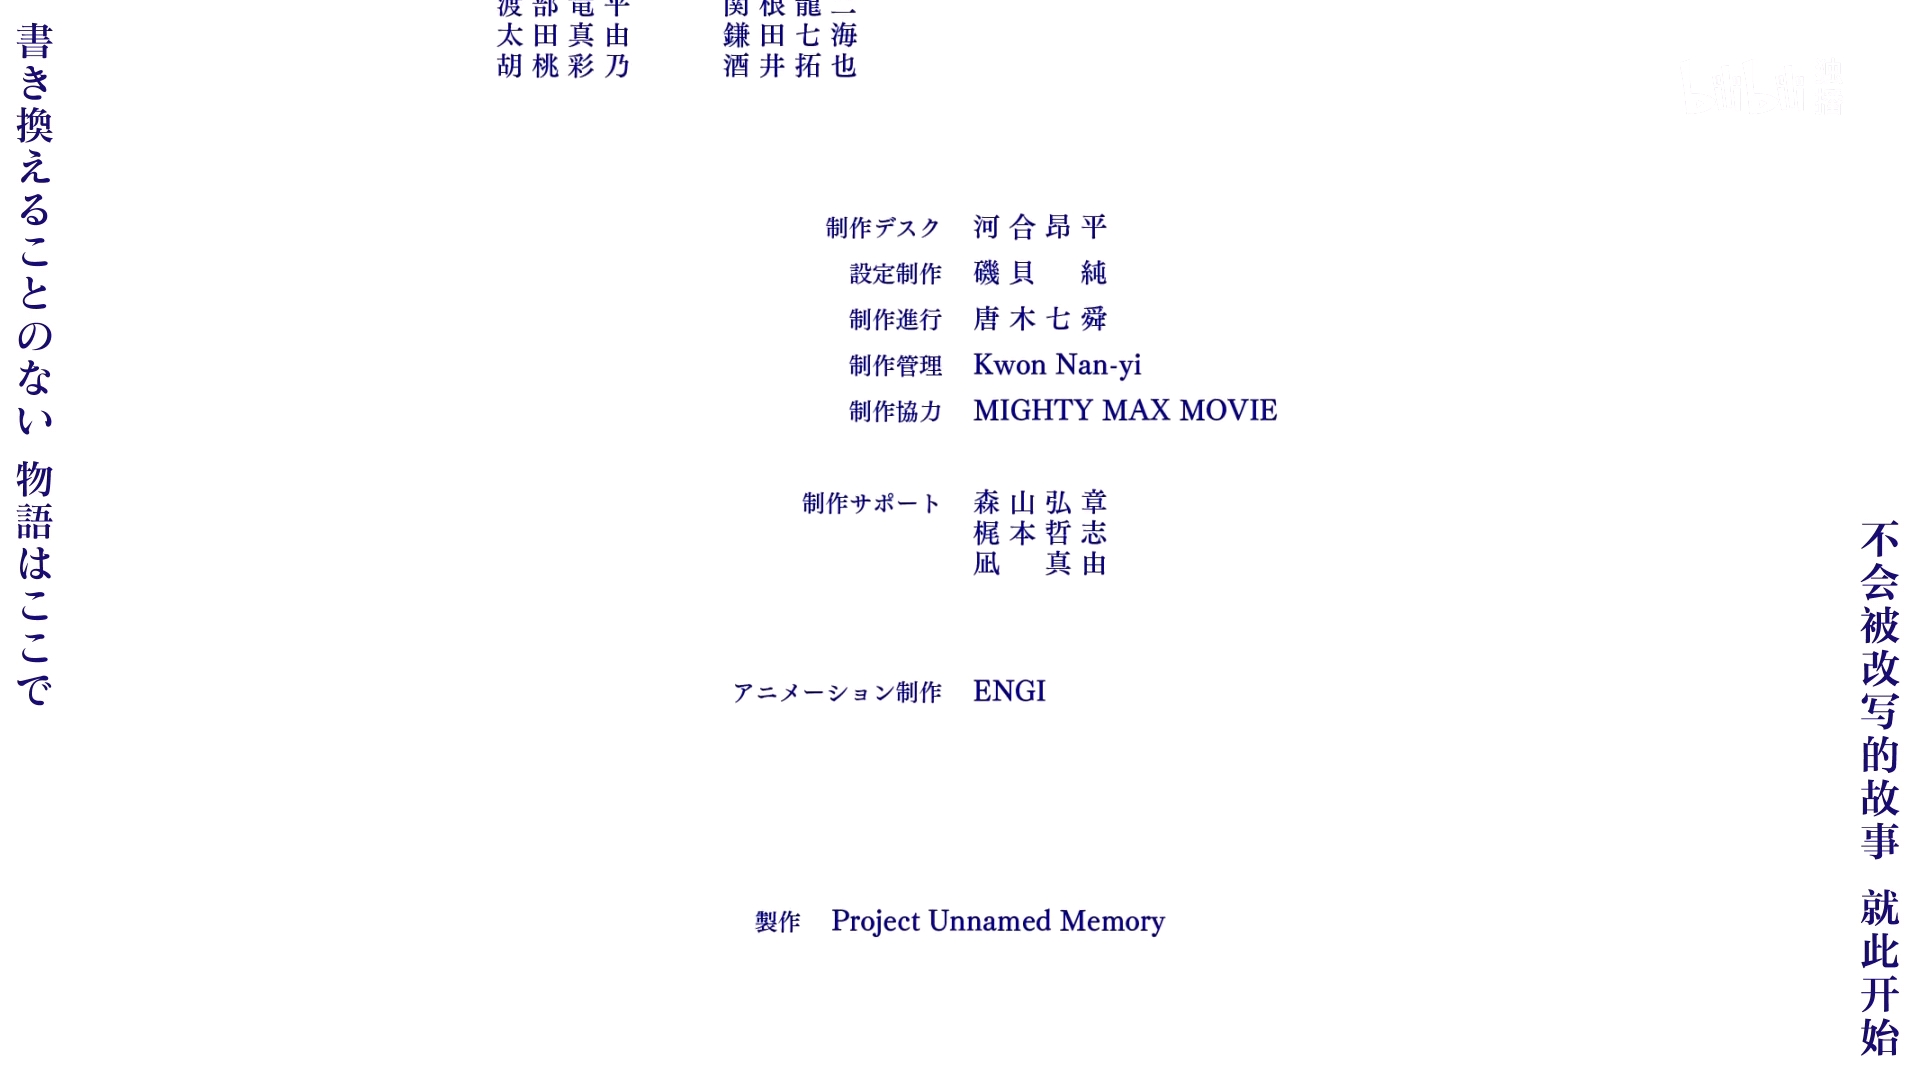 書き換えることのない 物語はここで
渡部竜平 関根龍二
太田真由 鎌田七海
胡桃彩乃 酒井拓也
制作デスク 河合昂平
設定制作 磯貝 純
制作進行 唐木七舜
制作管理 Kwon Nan-yi
制作協力 MIGHTY MAX MOVIE
制作サポート 森山弘章
梶本哲志
凪 真由
アニメーション制作 ENGI
製作 Project Unnamed Memory
不会被改写的故事 就此开始